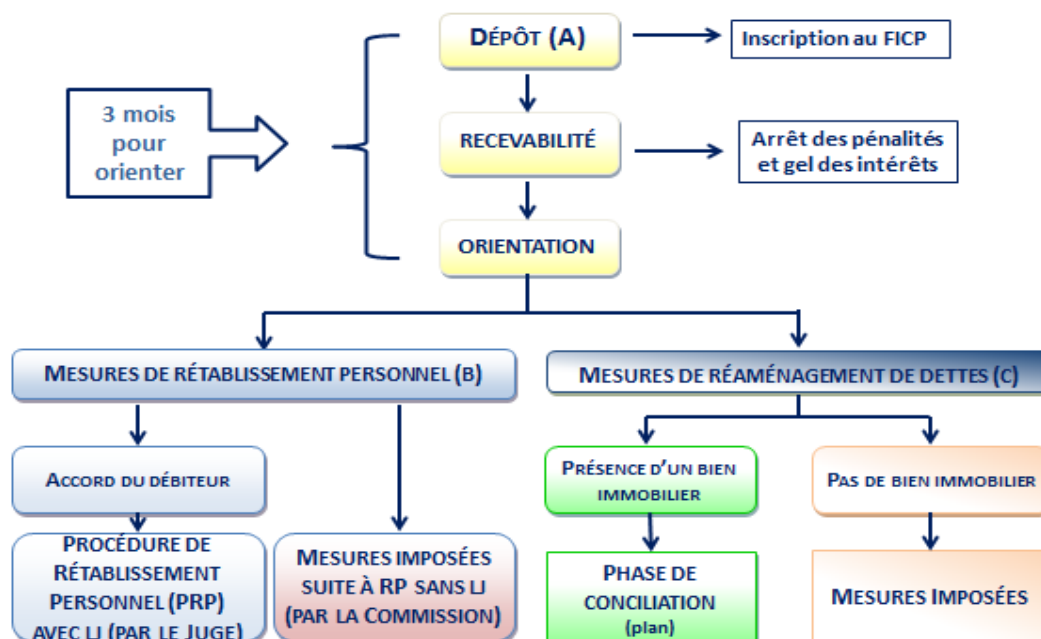 DÉPÔT (A)
Inscription au FICP
3 mois
pour
orienter
RECEVABILITÉ
Arrêt des pénalités
et gel des intérêts
ORIENTATION
MESURES DE RÉTABLISSEMENT PERSONNEL (B)
MESURES DE RÉAMÉNAGEMENT DE DETTES (C)
ACCORD DU DÉBITEUR
PRÉSENCE D'UN BIEN
IMMOBILIER
PAS DE BIEN IMMOBILIER
PROCÉDURE DE
RÉTABLISSEMENT
PERSONNEL (PRP)
AVEC LJ (PAR LE JUGE)
MESURES IMPOSÉES
SUITE À RP SANS LJ
(PAR LA COMMISSION)
PHASE DE
CONCILIATION
(plan)
MESURES IMPOSÉES